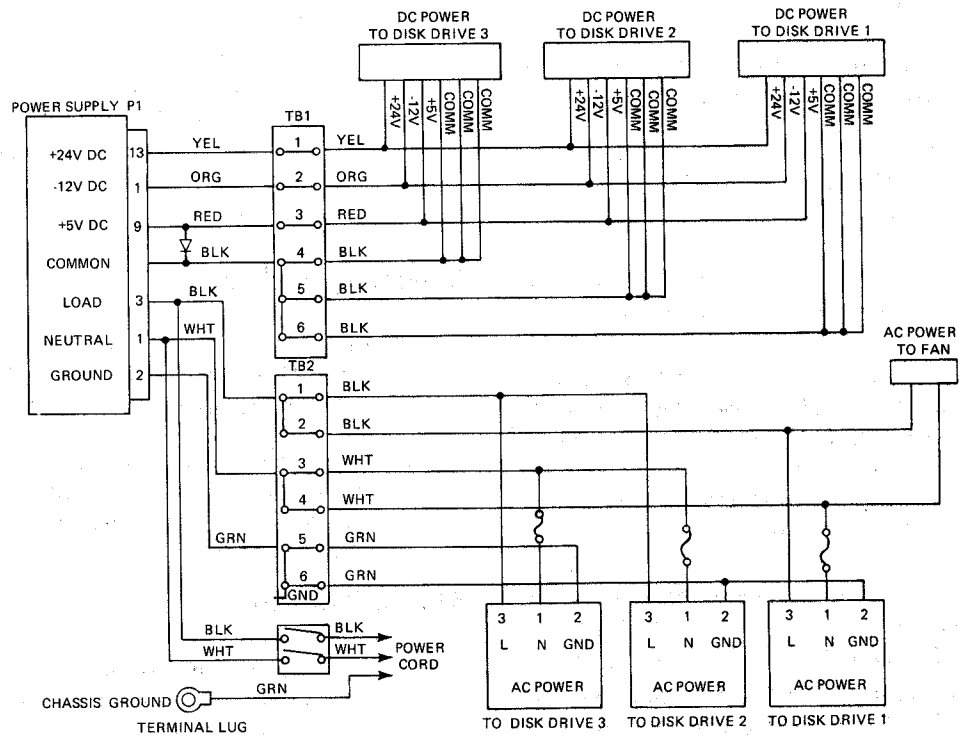 DC POWER
TO DISK DRIVE 3
DC POWER
TO DISK DRIVE 2
DC POWER
TO DISK DRIVE 1
+24V
-12V
+5V
COMM
COMM
COMM
+24V
-12V
+5V
COMM
COMM
COMM
+24V
-12V
+5V
COMM
COMM
COMM
POWER SUPPLY P1
TB1
+24V DC 13 YEL 1 YEL
-12V DC 1 ORG 2 ORG
+5V DC 9 RED 3 RED
COMMON BLK 4 BLK
LOAD 3 BLK 5 BLK
NEUTRAL 1 WHT 6 BLK
GROUND 2
AC POWER
TO FAN
TB2
1 BLK
2 BLK
3 WHT
4 WHT
GRN 5 GRN
6 GRN
GND
3 1 2
L N GND
AC POWER
TO DISK DRIVE 3
3 1 2
L N GND
AC POWER
TO DISK DRIVE 2
3 1 2
L N GND
AC POWER
TO DISK DRIVE 1
BLK BLK
WHT WHT
POWER
CORD
GRN
CHASSIS GROUND
TERMINAL LUG